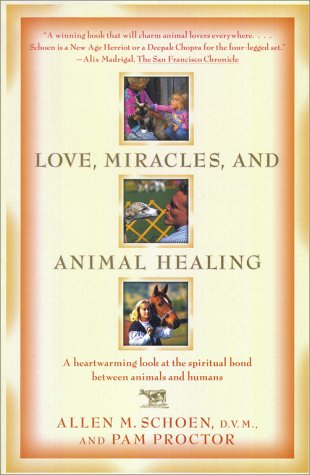 "A winning book that will charm animal lovers everywhere. . . .
Schoen is a New Age Herriot or a Deepak Chopra for the four-legged set."
—Alix Madrigal, The San Francisco Chronicle
LOVE, MIRACLES, AND
ANIMAL HEALING
A heartwarming look at the spiritual bond
between animals and humans
ALLEN M. SCHOEN, D.V.M.,
AND PAM PROCTOR